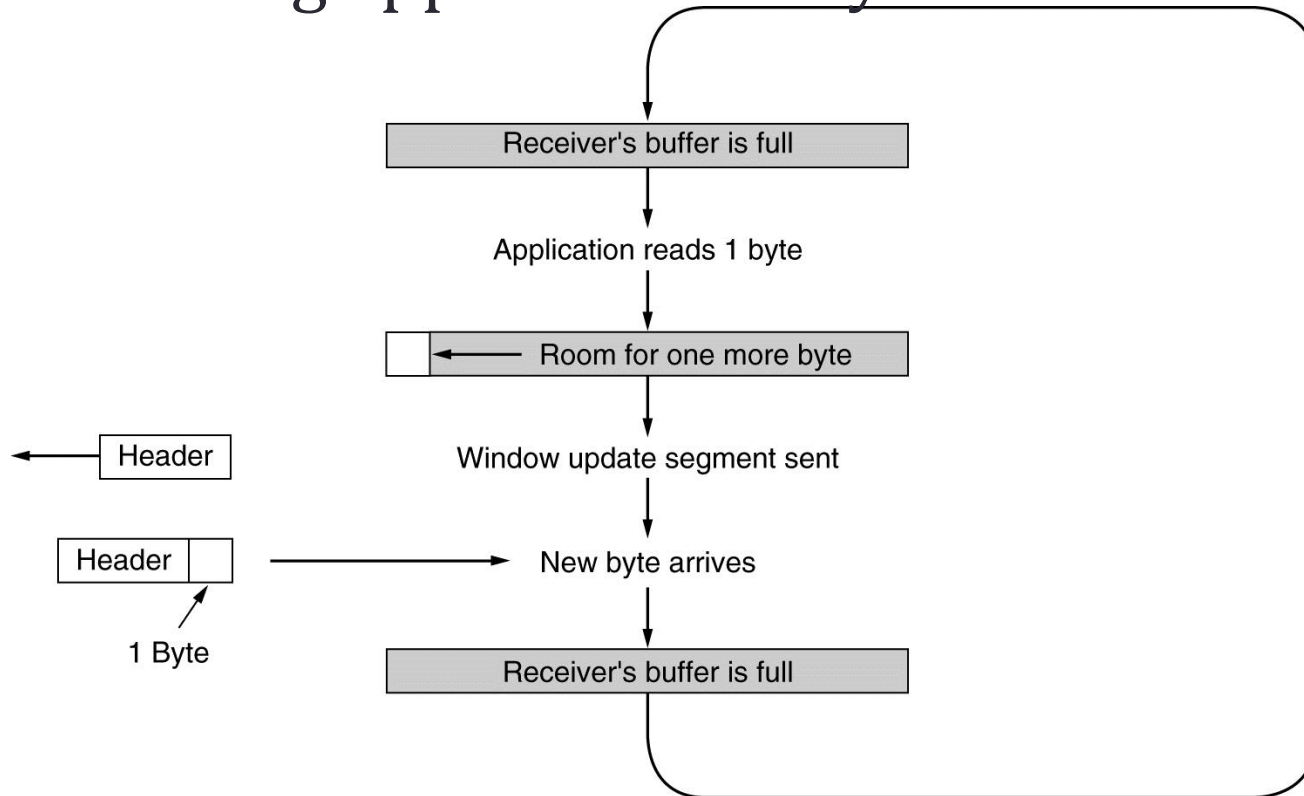 Receiver's buffer is full
Application reads 1 byte
Room for one more byte
Header
Window update segment sent
Header
New byte arrives
1 Byte
Receiver's buffer is full